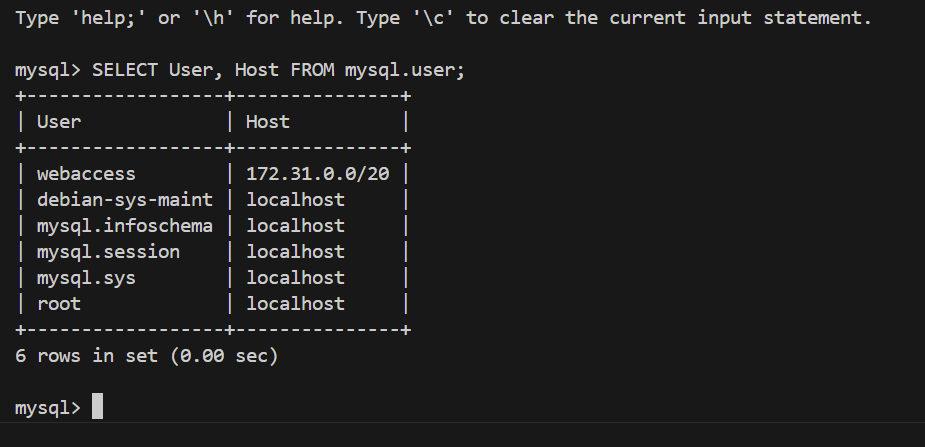 Type 'help;' or '\h' for help. Type '\c' to clear the current input statement.
mysql> SELECT User, Host FROM mysql.user;
+------------------+---------------+
| User             | Host          |
+------------------+---------------+
| webaccess        | 172.31.0.0/20 |
| debian-sys-maint | localhost     |
| mysql.infoschema | localhost     |
| mysql.session    | localhost     |
| mysql.sys        | localhost     |
| root             | localhost     |
+------------------+---------------+
6 rows in set (0.00 sec)
mysql>